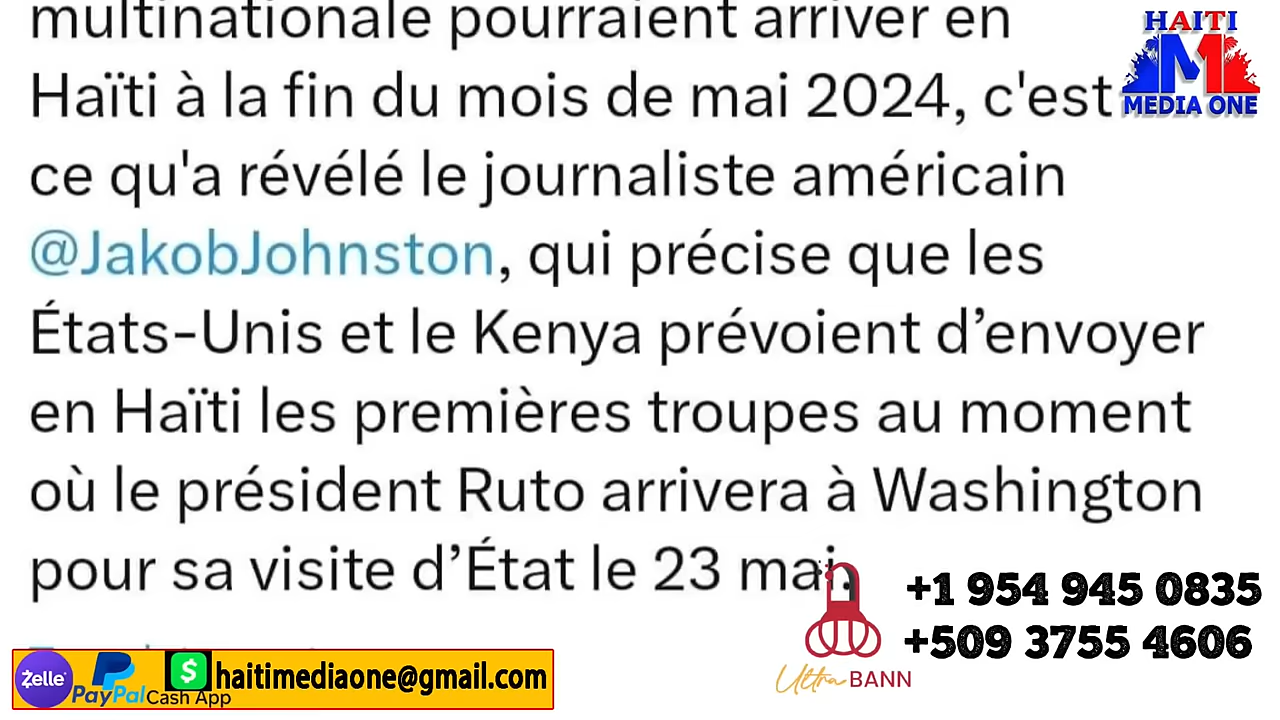 multinationale pourraient arriver en
Haïti à la fin du mois de mai 2024, c'est
ce qu'a révélé le journaliste américain
@JakobJohnston, qui précise que les
États-Unis et le Kenya prévoient d’envoyer
en Haïti les premières troupes au moment
où le président Ruto arrivera à Washington
pour sa visite d’État le 23 mai.
HAITI
M
MEDIA ONE
+1 954 945 0835
+509 3755 4606
Ultra BANN
Zelle
PayPal
$
Cash App
haitimediaone@gmail.com